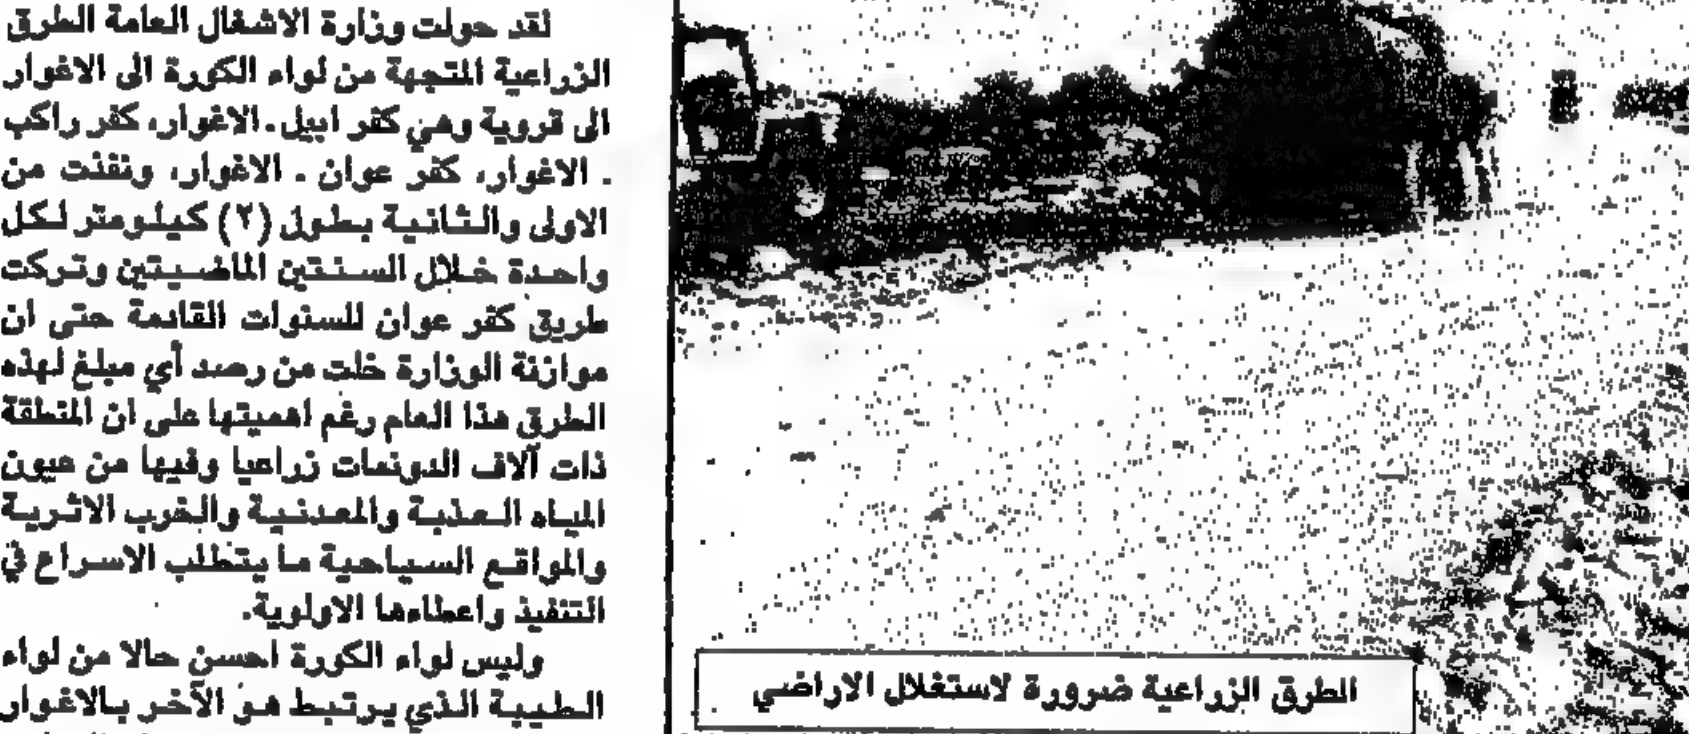 لقد حولت وزارة الاشغال العامة الطرق
الزراعية المتجهة من لواء الكورة الى الاغوار
الى قروية وهي كفر ابيل. الاغوار، كفر راكب
. الاغوار، كفر عوان . الاغوار، ونفذت من
الاولى والثانية بطول (٢) كيلومتر لكل
واحدة خلال السنتين الماضيتين وتركت
طريق كفر عوان للسنوات القادمة حتى ان
موازنة الوزارة خلت من رصد أي مبلغ لهذه
الطرق هذا العام رغم اهميتها على ان المنطقة
ذات آلاف الدونمات زراعيا وفيها من عيون
المياه العذبة والمعدنية والخرب الاثرية
والمواقع السياحية ما يتطلب الاسراع في
التنفيذ واعطاءها الاولوية.
وليس لواء الكورة احسن حالا من لواء
الطيبة الذي يرتبط هو الآخر بالاغوار
الطرق الزراعية ضرورة لاستغلال الاراضي